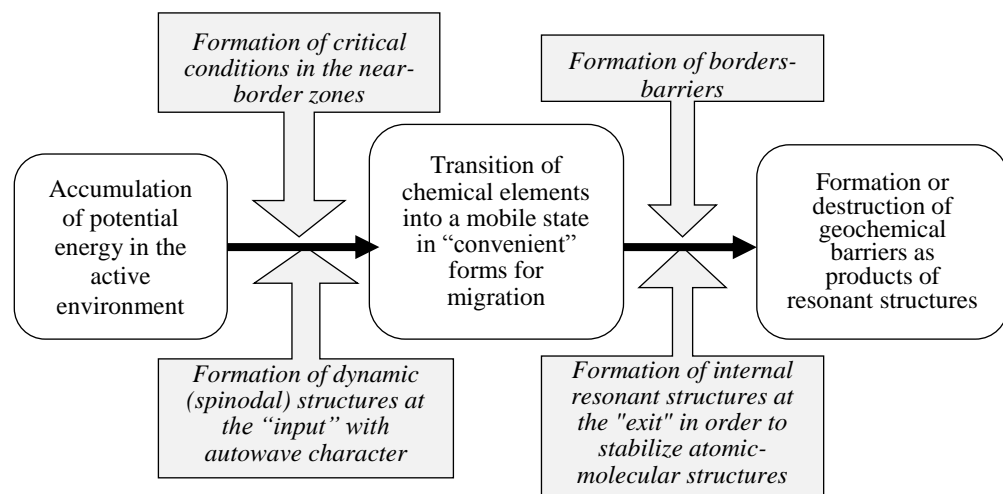 Formation of critical
conditions in the near-
border zones
Formation of borders-
barriers
Accumulation
of potential
energy in the
active
environment
Transition of
chemical elements
into a mobile state
in “convenient”
forms for
migration
Formation or
destruction of
geochemical
barriers as
products of
resonant structures
Formation of dynamic
(spinodal) structures at
the “input” with
autowave character
Formation of internal
resonant structures at
the "exit" in order to
stabilize atomic-
molecular structures